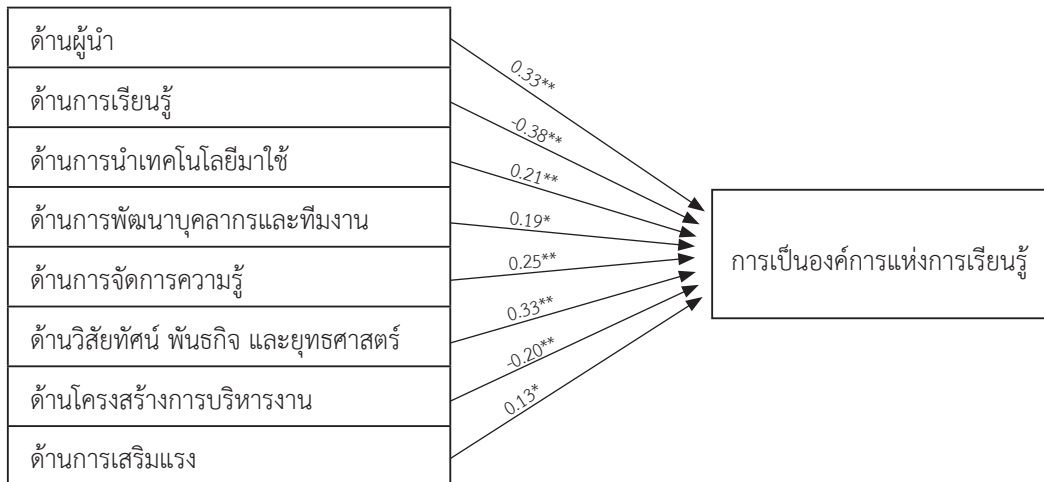 ด้านผู้นำ
ด้านการเรียนรู้
ด้านการนำเทคโนโลยีมาใช้
ด้านการพัฒนาบุคลากรและทีมงาน
ด้านการจัดการความรู้
ด้านวิสัยทัศน์ พันธกิจ และยุทธศาสตร์
ด้านโครงสร้างการบริหารงาน
ด้านการเสริมแรง
0.33**
-0.38**
0.21**
0.19*
0.25**
0.33**
-0.20**
0.13*
การเป็นองค์การแห่งการเรียนรู้